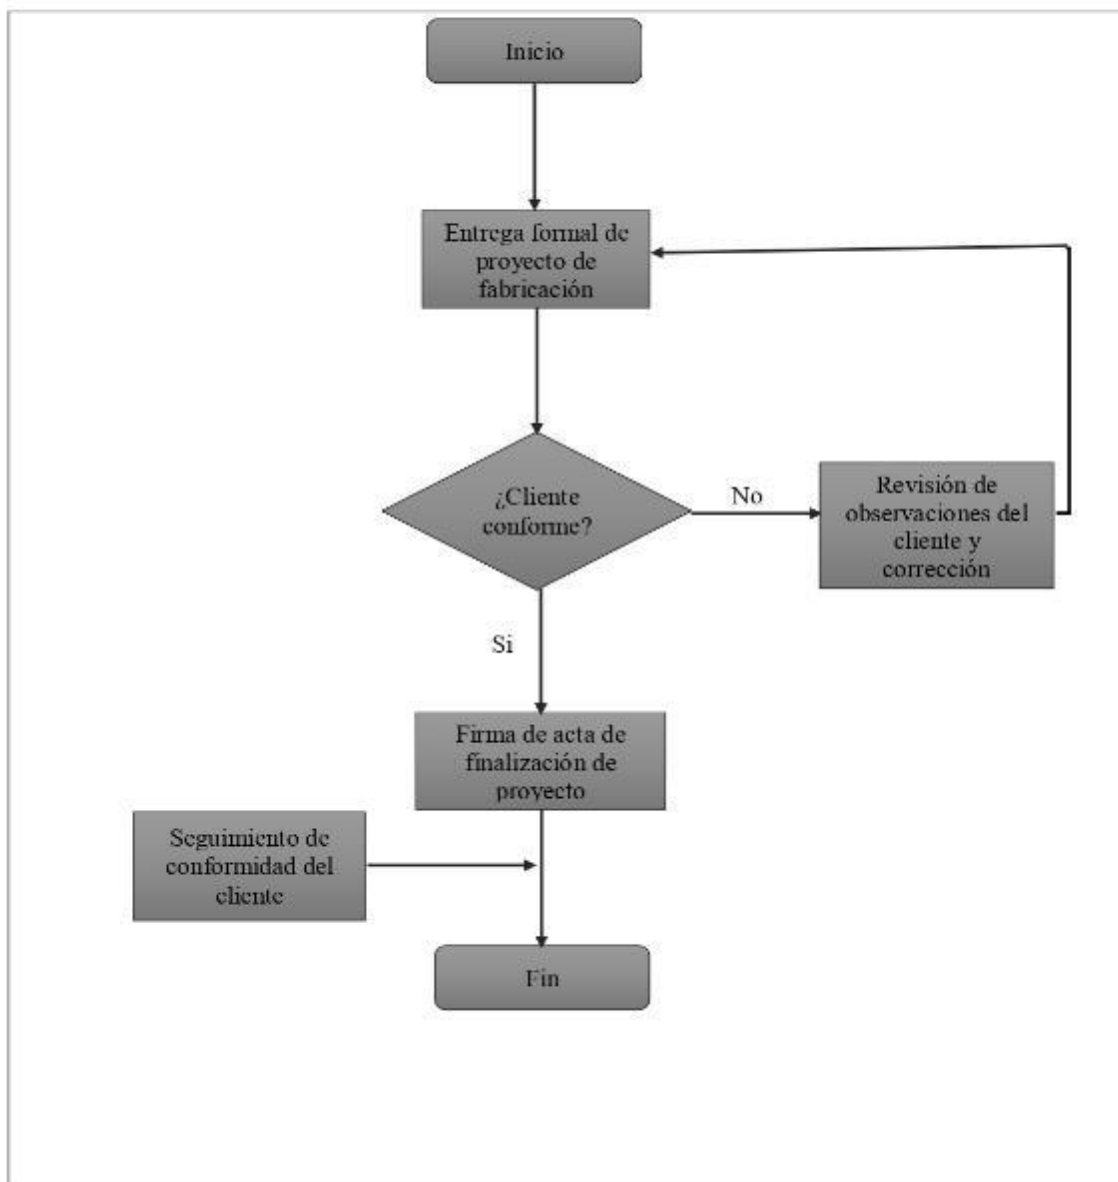 Inicio
Entrega formal de
proyecto de
fabricación
¿Cliente
conforme?
No
Revisión de
observaciones del
cliente y
corrección
Si
Firma de acta de
finalización de
proyecto
Seguimiento de
conformidad del
cliente
Fin